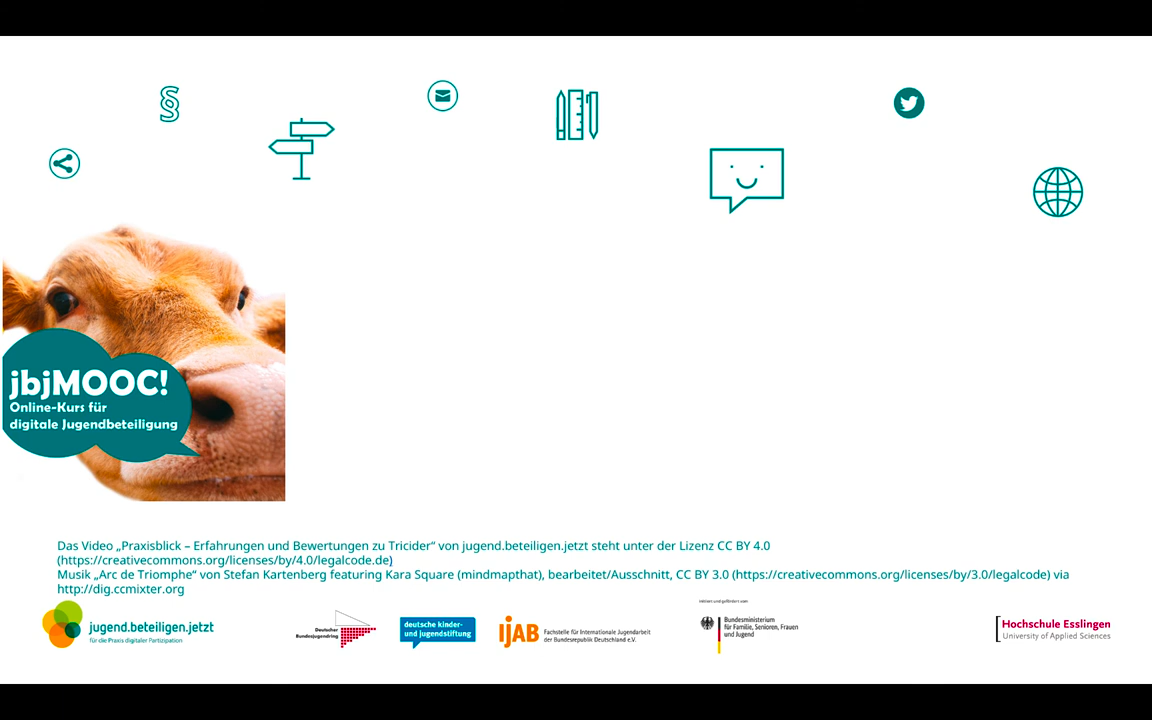 §
jbjMOOC!
Online-Kurs für
digitale Jugendbeteiligung
Das Video „Praxisblick – Erfahrungen und Bewertungen zu Tricider“ von jugend.beteiligen.jetzt steht unter der Lizenz CC BY 4.0
(https://creativecommons.org/licenses/by/4.0/legalcode.de)
Musik „Arc de Triomphe“ von Stefan Kartenberg featuring Kara Square (mindmapthat), bearbeitet/Ausschnitt, CC BY 3.0 (https://creativecommons.org/licenses/by/3.0/legalcode) via
http://dig.ccmixter.org
jugend.beteiligen.jetzt
für die Praxis digitaler Partizipation
Deutscher
Bundesjugendring
deutsche kinder-
und jugendstiftung
IJAB
Fachstelle für Internationale Jugendarbeit
der Bundesrepublik Deutschland e.V.
initiiert und gefördert vom
Bundesministerium
für Familie, Senioren, Frauen
und Jugend
Hochschule Esslingen
University of Applied Sciences